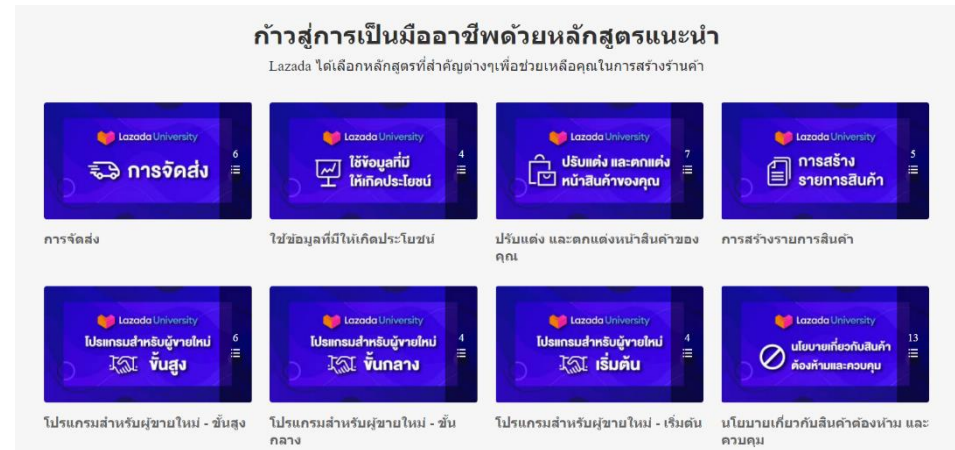 ก้าวสู่การเป็นมืออาชีพด้วยหลักสูตรแนะนำ
Lazada ได้เลือกหลักสูตรที่สำคัญต่างๆเพื่อช่วยเหลือคุณในการสร้างร้านค้า
Lazada University
การจัดส่ง
6
Lazada University
ใช้ข้อมูลที่มี
ให้เกิดประโยชน์
4
Lazada University
ปรับแต่ง และตกแต่ง
หน้าสินค้าของคุณ
7
Lazada University
การสร้าง
รายการสินค้า
5
การจัดส่ง
ใช้ข้อมูลที่มีให้เกิดประโยชน์
ปรับแต่ง และตกแต่งหน้าสินค้าของ
คุณ
การสร้างรายการสินค้า
Lazada University
โปรแกรมสำหรับผู้ขายใหม่
ขั้นสูง
6
Lazada University
โปรแกรมสำหรับผู้ขายใหม่
ขั้นกลาง
4
Lazada University
โปรแกรมสำหรับผู้ขายใหม่
เริ่มต้น
4
Lazada University
นโยบายเกี่ยวกับสินค้า
ต้องห้ามและควบคุม
13
โปรแกรมสำหรับผู้ขายใหม่ - ขั้นสูง
โปรแกรมสำหรับผู้ขายใหม่ - ขั้น
กลาง
โปรแกรมสำหรับผู้ขายใหม่ - เริ่มต้น
นโยบายเกี่ยวกับสินค้าต้องห้าม และ
ควบคุม